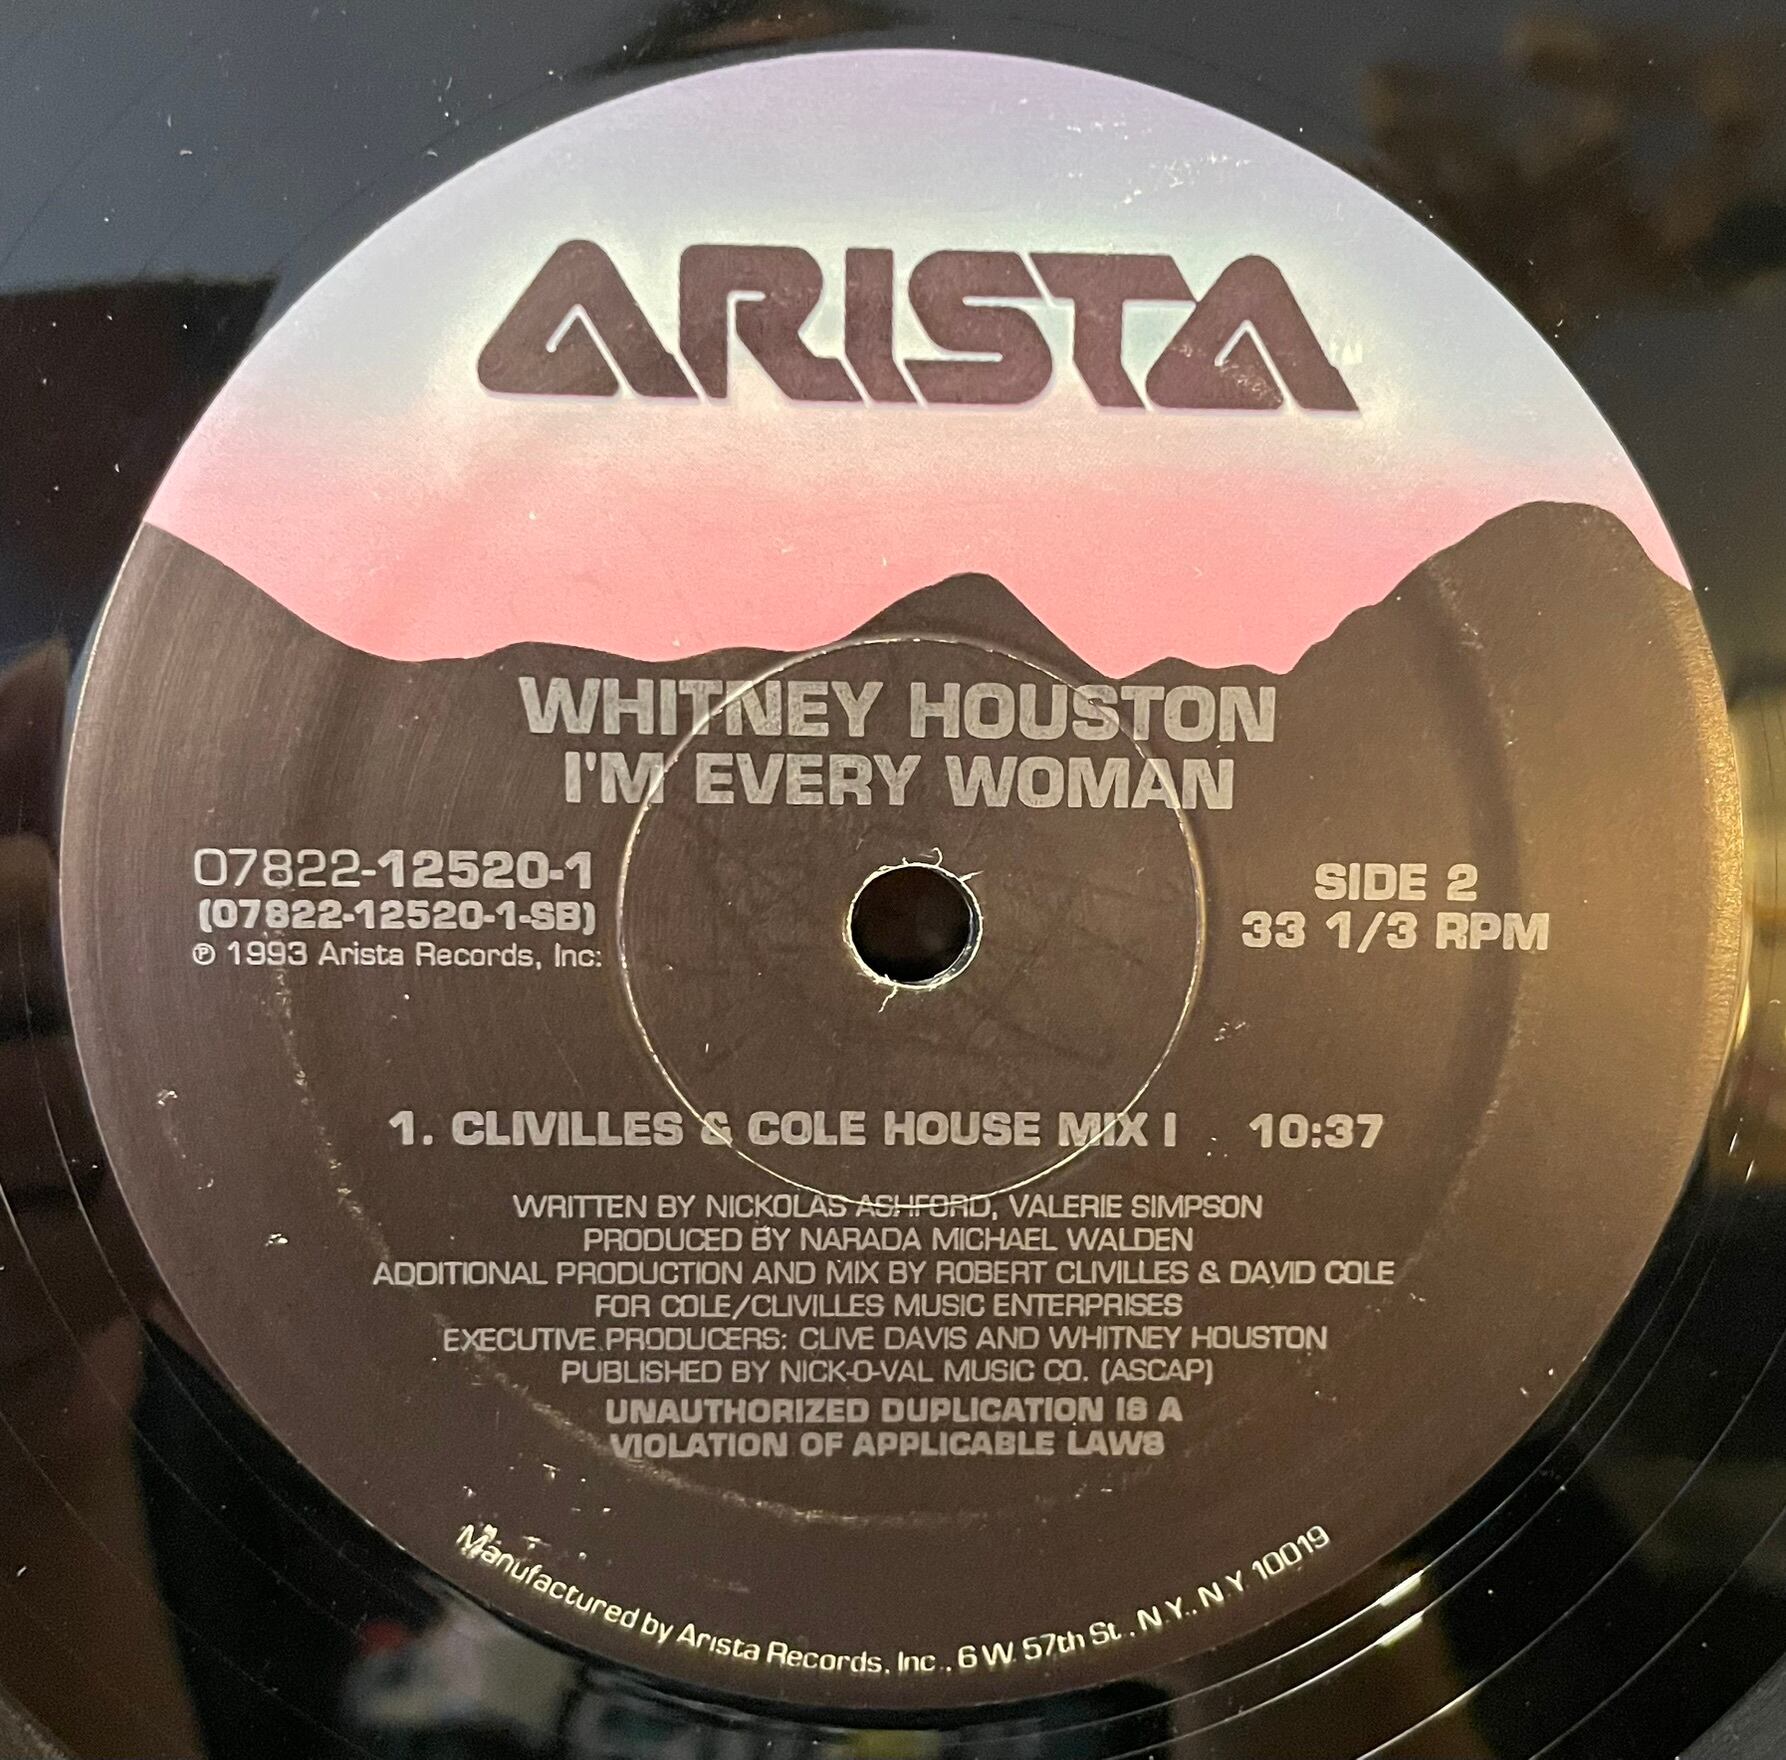 ARISTA
WHITNEY HOUSTON
I'M EVERY WOMAN
07822-12520-1
(07822-12520-1-SB)
℗ 1993 Arista Records, Inc.
SIDE 2
33 1/3 RPM
1. CLIVILLES & COLE HOUSE MIX I 10:37
WRITTEN BY NICKOLAS ASHFORD, VALERIE SIMPSON
PRODUCED BY NARADA MICHAEL WALDEN
ADDITIONAL PRODUCTION AND MIX BY ROBERT CLIVILLES & DAVID COLE
FOR COLE/CLIVILLES MUSIC ENTERPRISES
EXECUTIVE PRODUCERS: CLIVE DAVIS AND WHITNEY HOUSTON
PUBLISHED BY NICK-O-VAL MUSIC CO. (ASCAP)
UNAUTHORIZED DUPLICATION IS A
VIOLATION OF APPLICABLE LAWS
Manufactured by Arista Records, Inc., 6 W. 57th St., N.Y., N.Y. 10019